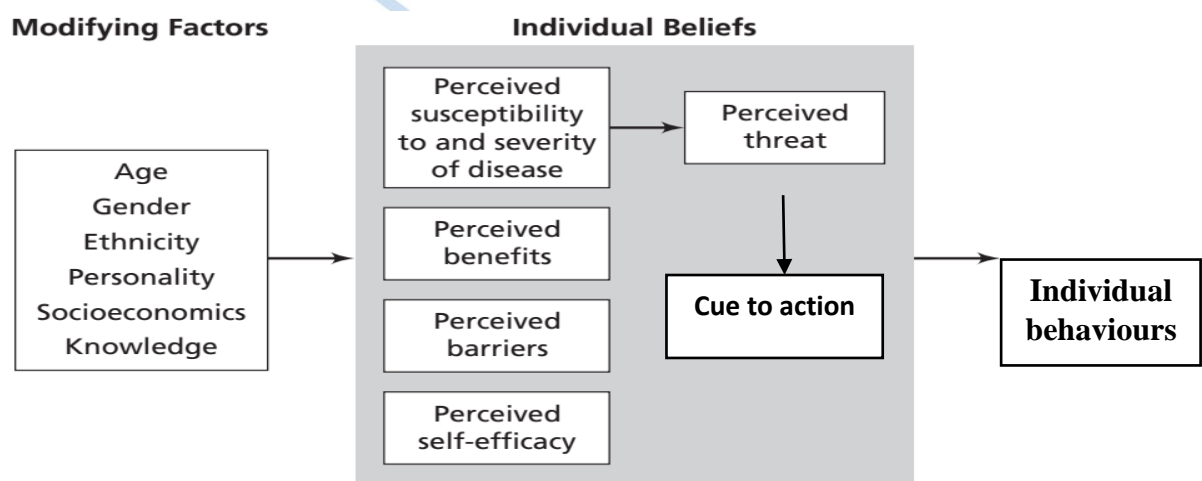 Modifying Factors
Individual Beliefs
Age
Gender
Ethnicity
Personality
Socioeconomics
Knowledge
Perceived
susceptibility
to and severity
of disease
Perceived
benefits
Perceived
barriers
Perceived
self-efficacy
Perceived
threat
Cue to action
Individual
behaviours